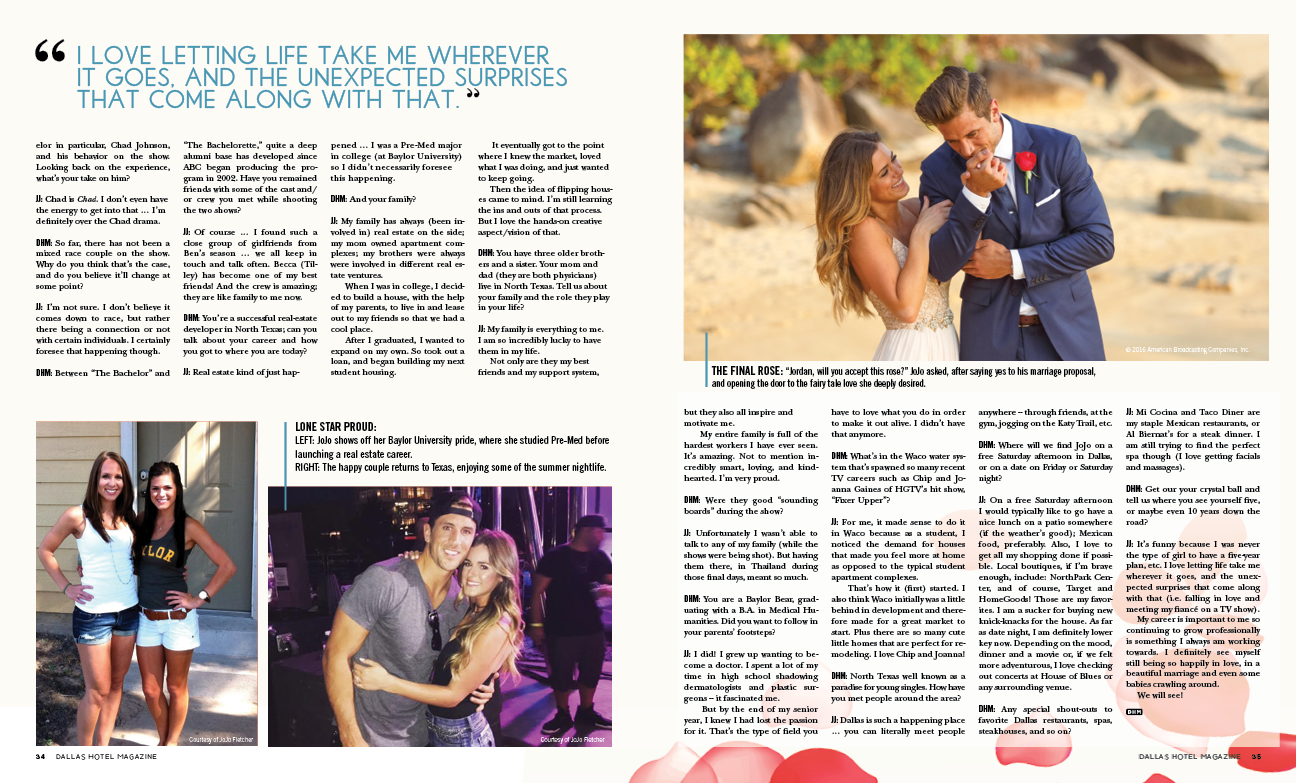 “ I LOVE LETTING LIFE TAKE ME WHEREVER
IT GOES, AND THE UNEXPECTED SURPRISES
THAT COME ALONG WITH THAT. ”
elor in particular, Chad Johnson,
and his behavior on the show.
Looking back on the experience,
what's your take on him?
JJ: Chad is Chad. I don't even have
the energy to get into that … I'm
definitely over the Chad drama.
DHM: So far, there has not been a
mixed race couple on the show.
Why do you think that's the case,
and do you believe it'll change at
some point?
JJ: I'm not sure. I don't believe it
comes down to race, but rather
there being a connection or not
with certain individuals. I certainly
foresee that happening though.
DHM: Between "The Bachelor" and
"The Bachelorette," quite a deep
alumni base has developed since
ABC began producing the pro-
gram in 2002. Have you remained
friends with some of the cast and/
or crew you met while shooting
the two shows?
JJ: Of course … I found such a
close group of girlfriends from
Ben's season … we all keep in
touch and talk often. Becca (Til-
ley) has become one of my best
friends! And the crew is amazing;
they are like family to me now.
DHM: You're a successful real-estate
developer in North Texas; can you
talk about your career and how
you got to where you are today?
JJ: Real estate kind of just hap-
pened … I was a Pre-Med major
in college (at Baylor University)
so I didn't necessarily foresee
this happening.
DHM: And your family?
JJ: My family has always (been in-
volved in) real estate on the side;
my mom owned apartment com-
plexes; my brothers were always
were involved in different real es-
tate ventures.
When I was in college, I decid-
ed to build a house, with the help
of my parents, to live in and lease
out to my friends so that we had a
cool place.
After I graduated, I wanted to
expand on my own. So took out a
loan, and began building my next
student housing.
It eventually got to the point
where I knew the market, loved
what I was doing, and just wanted
to keep going.
Then the idea of flipping hous-
es came to mind. I'm still learning
the ins and outs of that process.
But I love the hands-on creative
aspect/vision of that.
DHM: You have three older broth-
ers and a sister. Your mom and
dad (they are both physicians)
live in North Texas. Tell us about
your family and the role they play
in your life?
JJ: My family is everything to me.
I am so incredibly lucky to have
them in my life.
Not only are they my best
friends and my support system,
LONE STAR PROUD:
LEFT: JoJo shows off her Baylor University pride, where she studied Pre-Med before
launching a real estate career.
RIGHT: The happy couple returns to Texas, enjoying some of the summer nightlife.
YLOR
Courtesy of JoJo Fletcher
Courtesy of JoJo Fletcher
34 DALLAS HOTEL MAGAZINE
© 2016 American Broadcasting Companies, Inc.
THE FINAL ROSE: "Jordan, will you accept this rose?" JoJo asked, after saying yes to his marriage proposal,
and opening the door to the fairy tale love she deeply desired.
but they also all inspire and
motivate me.
My entire family is full of the
hardest workers I have ever seen.
It's amazing. Not to mention in-
credibly smart, loving, and kind-
hearted. I'm very proud.
DHM: Were they good "sounding
boards" during the show?
JJ: Unfortunately I wasn't able to
talk to any of my family (while the
shows were being shot). But having
them there, in Thailand during
those final days, meant so much.
DHM: You are a Baylor Bear, grad-
uating with a B.A. in Medical Hu-
manities. Did you want to follow in
your parents' footsteps?
JJ: I did! I grew up wanting to be-
come a doctor. I spent a lot of my
time in high school shadowing
dermatologists and plastic sur-
geons – it fascinated me.
But by the end of my senior
year, I knew I had lost the passion
for it. That's the type of field you
have to love what you do in order
to make it out alive. I didn't have
that anymore.
DHM: What's in the Waco water sys-
tem that's spawned so many recent
TV careers such as Chip and Jo-
anna Gaines of HGTV's hit show,
"Fixer Upper"?
JJ: For me, it made sense to do it
in Waco because as a student, I
noticed the demand for houses
that made you feel more at home
as opposed to the typical student
apartment complexes.
That's how it (first) started. I
also think Waco initially was a little
behind in development and there-
fore made for a great market to
start. Plus there are so many cute
little homes that are perfect for re-
modeling. I love Chip and Joanna!
DHM: North Texas well known as a
paradise for young singles. How have
you met people around the area?
JJ: Dallas is such a happening place
… you can literally meet people
anywhere – through friends, at the
gym, jogging on the Katy Trail, etc.
DHM: Where will we find JoJo on a
free Saturday afternoon in Dallas,
or on a date on Friday or Saturday
night?
JJ: On a free Saturday afternoon
I would typically like to go have a
nice lunch on a patio somewhere
(if the weather's good); Mexican
food, preferably. Also, I love to
get all my shopping done if possi-
ble. Local boutiques, if I'm brave
enough, include: NorthPark Cen-
ter, and of course, Target and
HomeGoods! Those are my favor-
ites. I am a sucker for buying new
knick-knacks for the house. As far
as date night, I am definitely lower
key now. Depending on the mood,
dinner and a movie or, if we felt
more adventurous, I love checking
out concerts at House of Blues or
any surrounding venue.
DHM: Any special shout-outs to
favorite Dallas restaurants, spas,
steakhouses, and so on?
JJ: Mi Cocina and Taco Diner are
my staple Mexican restaurants, or
Al Biernat's for a steak dinner. I
am still trying to find the perfect
spa though (I love getting facials
and massages).
DHM: Get our your crystal ball and
tell us where you see yourself five,
or maybe even 10 years down the
road?
JJ: It's funny because I was never
the type of girl to have a five-year
plan, etc. I love letting life take me
wherever it goes, and the unex-
pected surprises that come along
with that (i.e. falling in love and
meeting my fiancé on a TV show).
My career is important to me so
continuing to grow professionally
is something I always am working
towards. I definitely see myself
still being so happily in love, in a
beautiful marriage and even some
babies crawling around.
We will see!
DHM
DALLAS HOTEL MAGAZINE 35